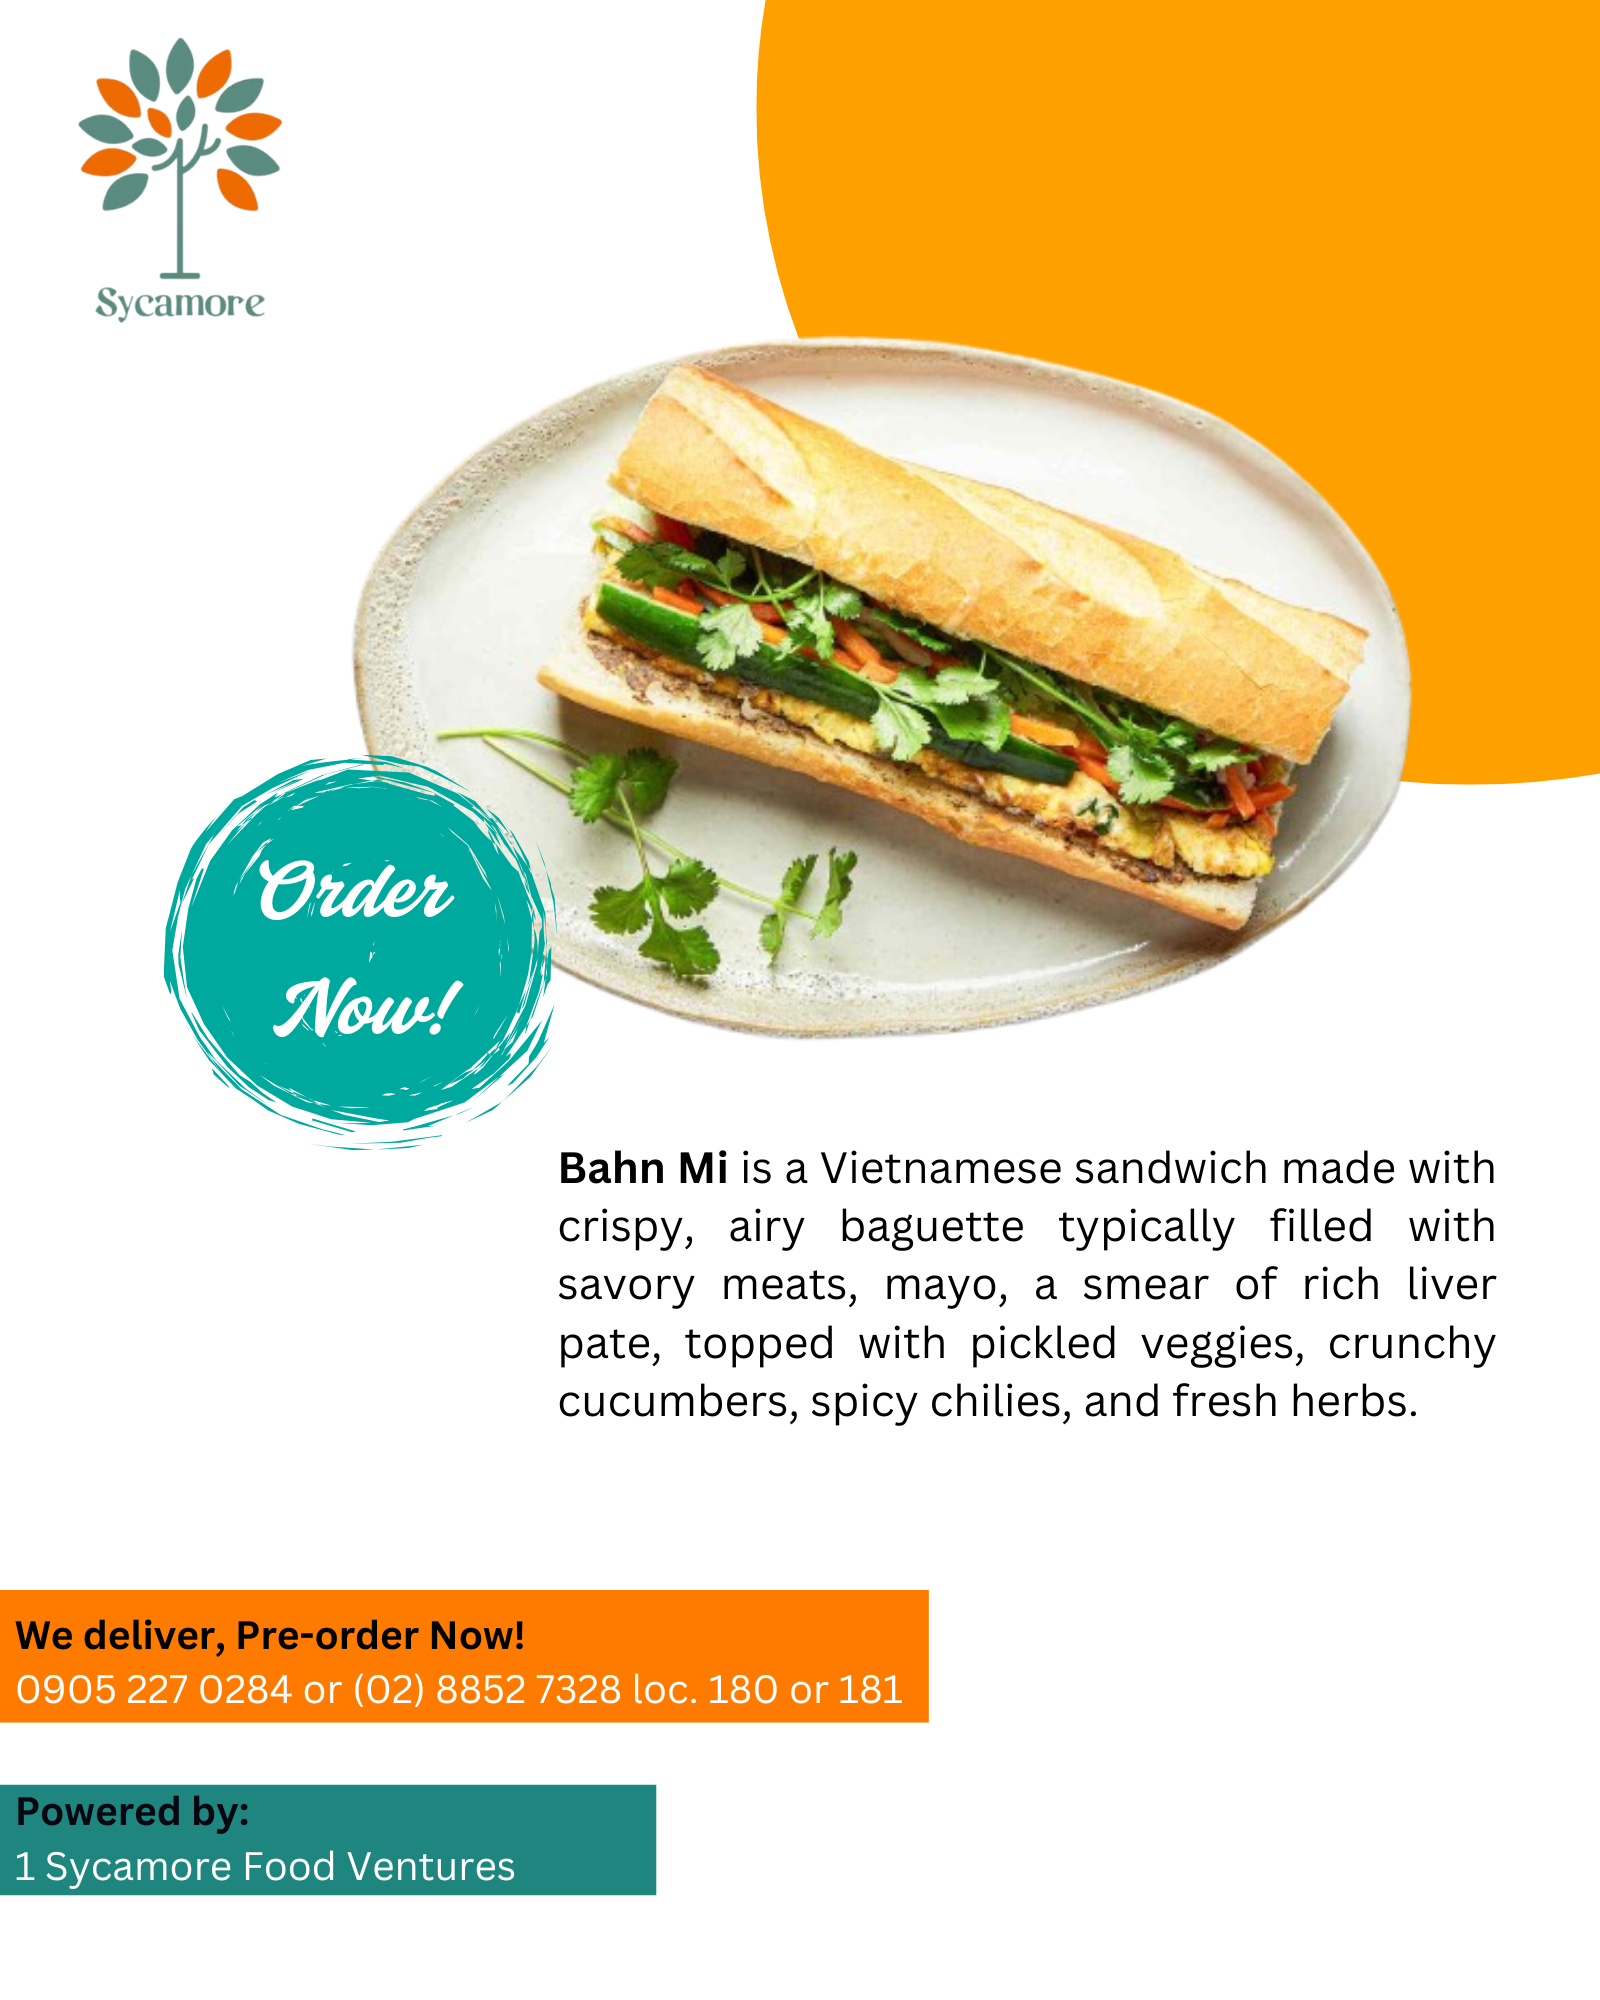 Sycamore
Order
Now!
Bahn Mi is a Vietnamese sandwich made with
crispy, airy baguette typically filled with
savory meats, mayo, a smear of rich liver
pate, topped with pickled veggies, crunchy
cucumbers, spicy chilies, and fresh herbs.
We deliver, Pre-order Now!
0905 227 0284 or (02) 8852 7328 loc. 180 or 181
Powered by:
1 Sycamore Food Ventures